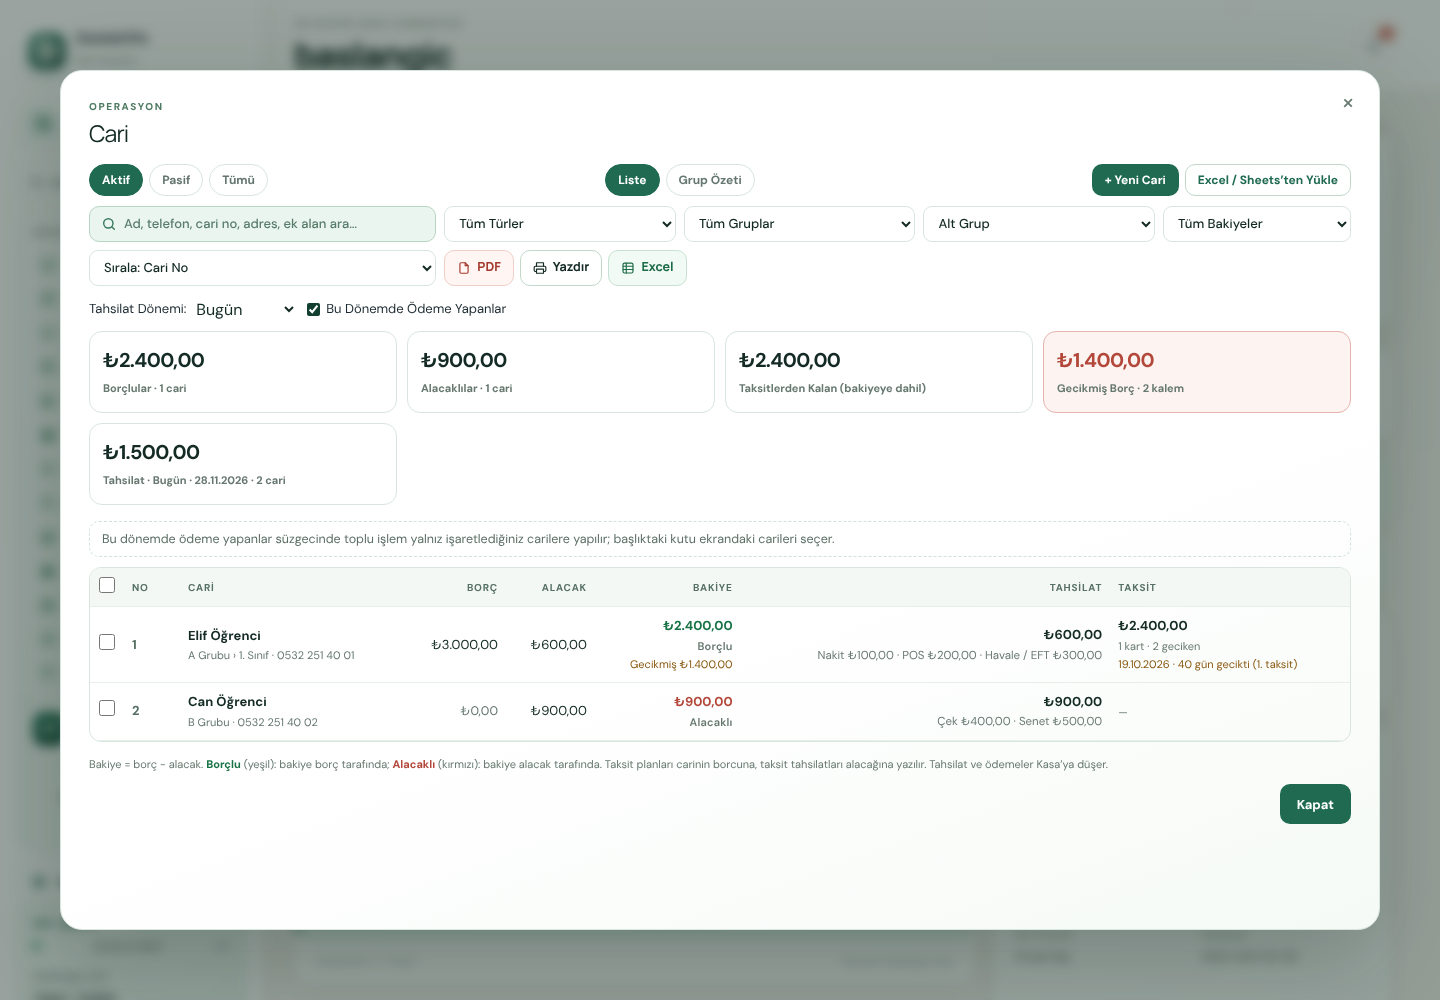 baslangic
OPERASYON
×
Cari
Aktif Pasif Tümü Liste Grup Özeti + Yeni Cari Excel / Sheets'ten Yükle
Ad, telefon, cari no, adres, ek alan ara... Tüm Türler Tüm Gruplar Alt Grup Tüm Bakiyeler
Sırala: Cari No PDF Yazdır Excel
Tahsilat Dönemi: Bugün Bu Dönemde Ödeme Yapanlar
₺2.400,00 ₺900,00 ₺2.400,00 ₺1.400,00
Borçlular · 1 cari Alacaklılar · 1 cari Taksitlerden Kalan (bakiyeye dahil) Gecikmiş Borç · 2 kalem
₺1.500,00
Tahsilat · Bugün · 28.11.2026 · 2 cari
Bu dönemde ödeme yapanlar süzgecinde toplu işlem yalnız işaretlediğiniz carilere yapılır; başlıktaki kutu ekrandaki carileri seçer.
NO CARİ BORÇ ALACAK BAKİYE TAHSİLAT TAKSİT
1 Elif Öğrenci ₺3.000,00 ₺600,00 ₺2.400,00 ₺600,00 ₺2.400,00
A Grubu › 1. Sınıf · 0532 251 40 01 Borçlu Nakit ₺100,00 · POS ₺200,00 · Havale / EFT ₺300,00 1 kart · 2 geciken
Gecikmiş ₺1.400,00 19.10.2026 · 40 gün gecikti (1. taksit)
2 Can Öğrenci ₺0,00 ₺900,00 ₺900,00 ₺900,00 —
B Grubu · 0532 251 40 02 Alacaklı Çek ₺400,00 · Senet ₺500,00
Bakiye = borç − alacak. Borçlu (yeşil): bakiye borç tarafında; Alacaklı (kırmızı): bakiye alacak tarafında. Taksit planları carinin borcuna, taksit tahsilatları alacağına yazılır. Tahsilat ve ödemeler Kasa'ya düşer.
Kapat